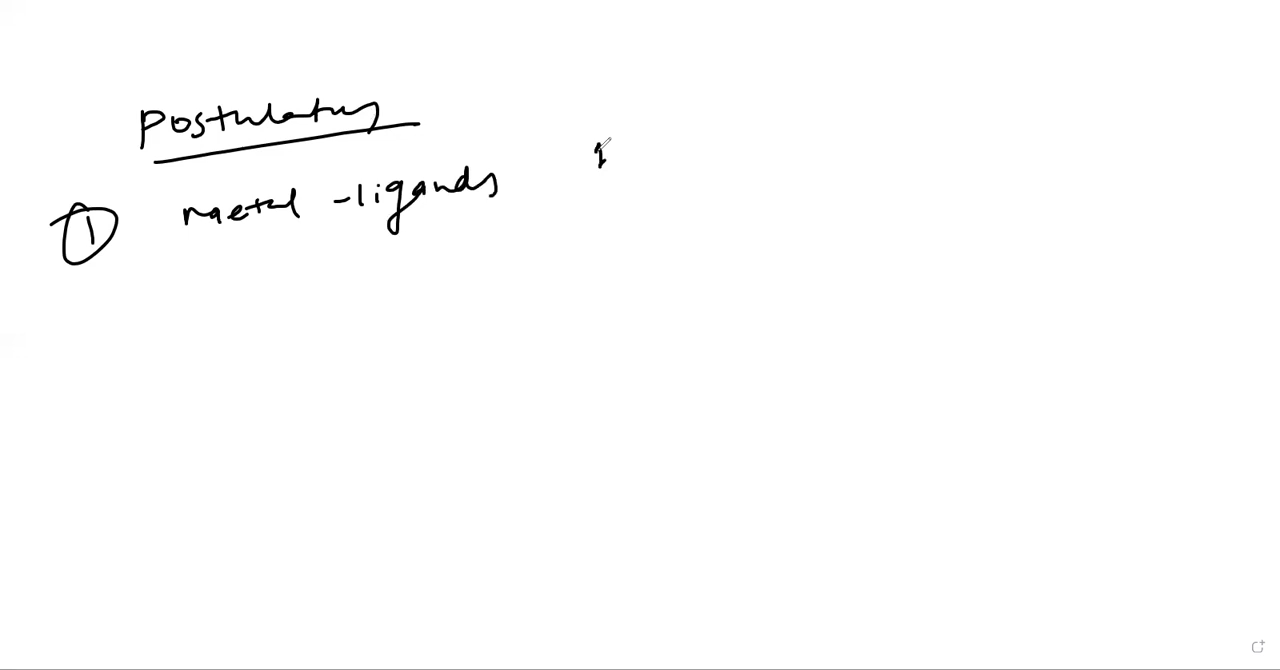 Postulates
① metal - ligands